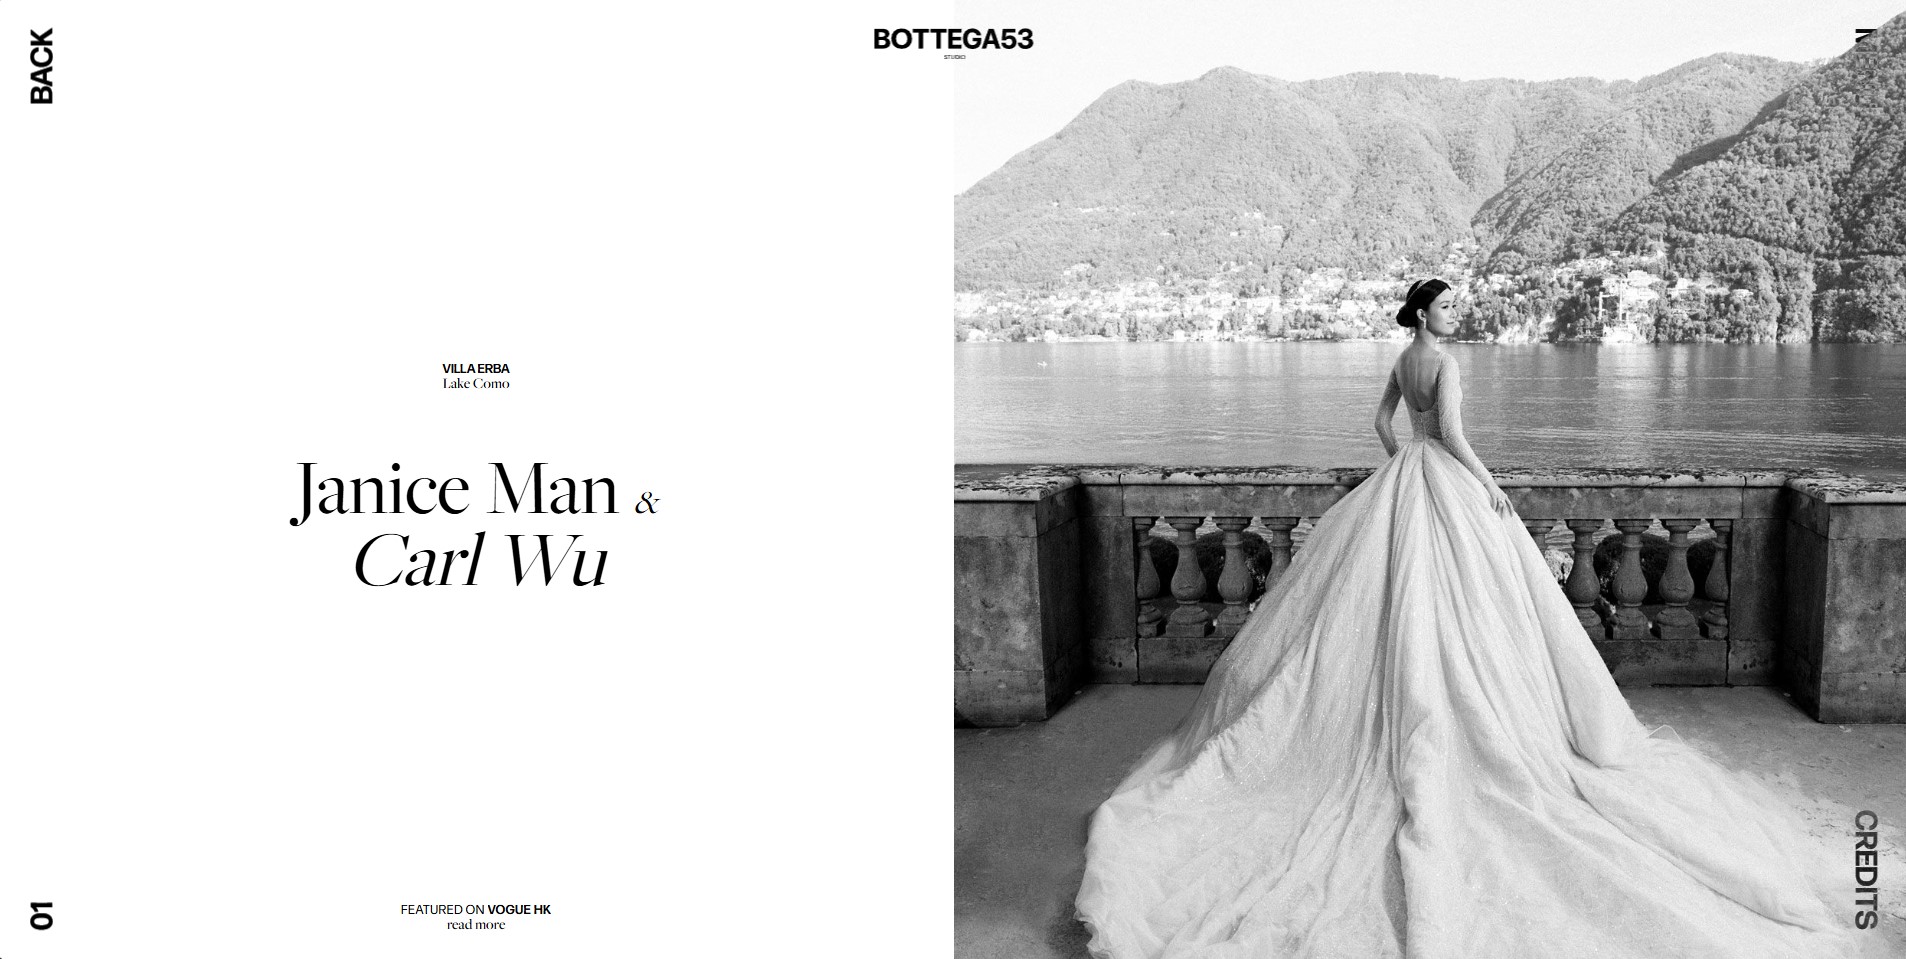 BACK
BOTTEGA53
STUDIO
VILLA ERBA
Lake Como
Janice Man &
Carl Wu
FEATURED ON VOGUE HK
read more
01
CREDITS